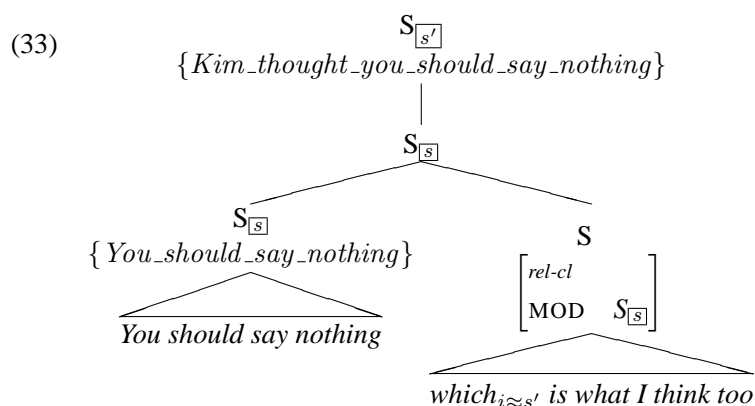 (33)
S[s′]
{Kim_thought_you_should_say_nothing}
S[s]
S[s]
{You_should_say_nothing}
You should say nothing
S
rel-cl
MOD S[s]
which i≈s′ is what I think too